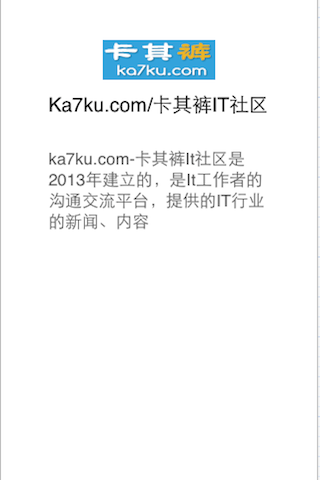 卡其裤
ka7ku.com
Ka7ku.com/卡其裤IT社区
ka7ku.com-卡其裤It社区是
2013年建立的，是It工作者的
沟通交流平台，提供的IT行业
的新闻、内容